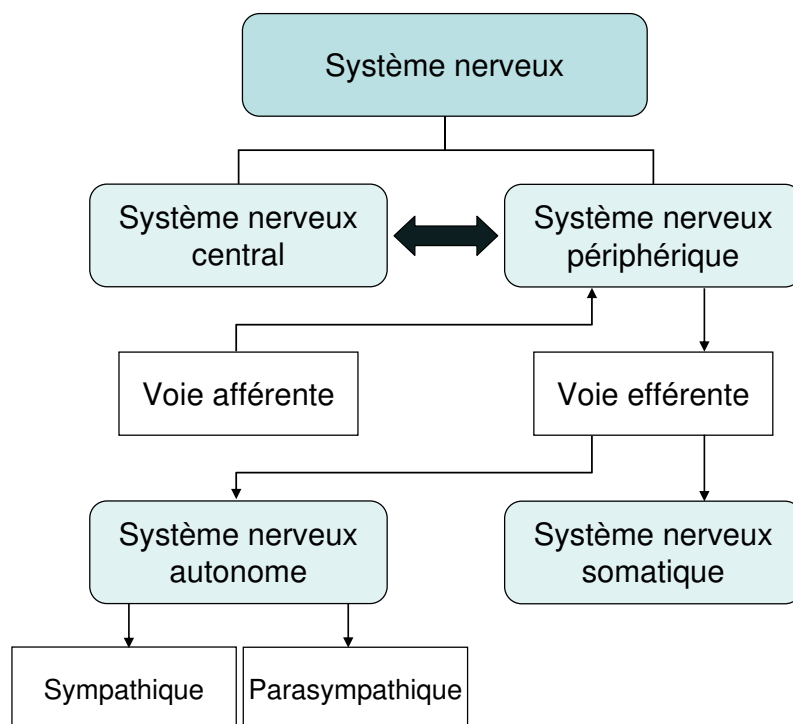 Système nerveux
Système nerveux
central
Système nerveux
périphérique
Voie afférente
Voie efférente
Système nerveux
autonome
Système nerveux
somatique
Sympathique
Parasympathique